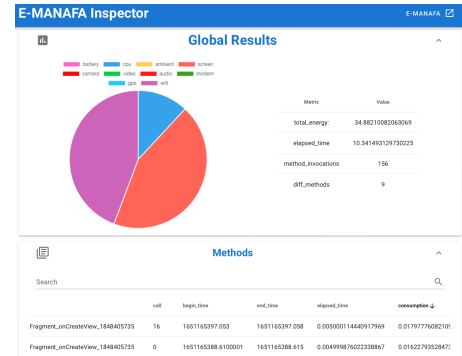 E-MANAFA Inspector
E-MANAFA
Global Results
battery cpu ambient screen
camera video audio modem
gps wifi
Metric Value
total_energy: 34.88210082063069
elapsed_time 10.341493129730225
method_invocations 156
diff_methods 9
Methods
Search
call begin_time end_time elapsed_time consumption
Fragment_onCreateView_1848405735 16 1651165397.053 1651165397.058 0.005000114440917969 0.01797776082109
Fragment_onCreateView_1848405735 0 1651165388.6100001 1651165388.615 0.004999876022338867 0.01622793528473